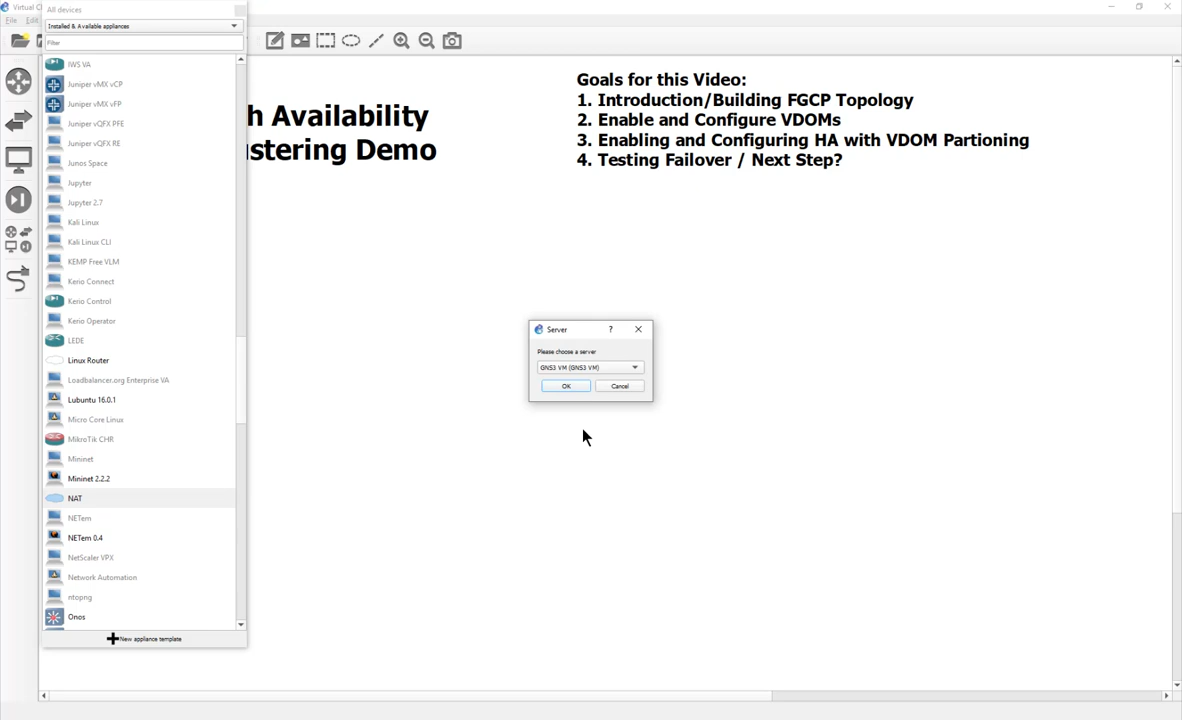 Virtual C
File Edit
All devices
Installed & Available appliances
Filter
IWS VA
Juniper vMX vCP
Juniper vMX vFP
Juniper vQFX PFE
Juniper vQFX RE
Junos Space
Jupyter
Jupyter 2.7
Kali Linux
Kali Linux CLI
KEMP Free VLM
Kerio Connect
Kerio Control
Kerio Operator
LEDE
Linux Router
Loadbalancer.org Enterprise VA
Lubuntu 16.0.1
Micro Core Linux
MikroTik CHR
Mininet
Mininet 2.2.2
NAT
NETem
NETem 0.4
NetScaler VPX
Network Automation
ntopng
Onos
New appliance template
h Availability
stering Demo
Goals for this Video:
1. Introduction/Building FGCP Topology
2. Enable and Configure VDOMs
3. Enabling and Configuring HA with VDOM Partioning
4. Testing Failover / Next Step?
Server
Please choose a server
GNS3 VM (GNS3 VM)
OK Cancel